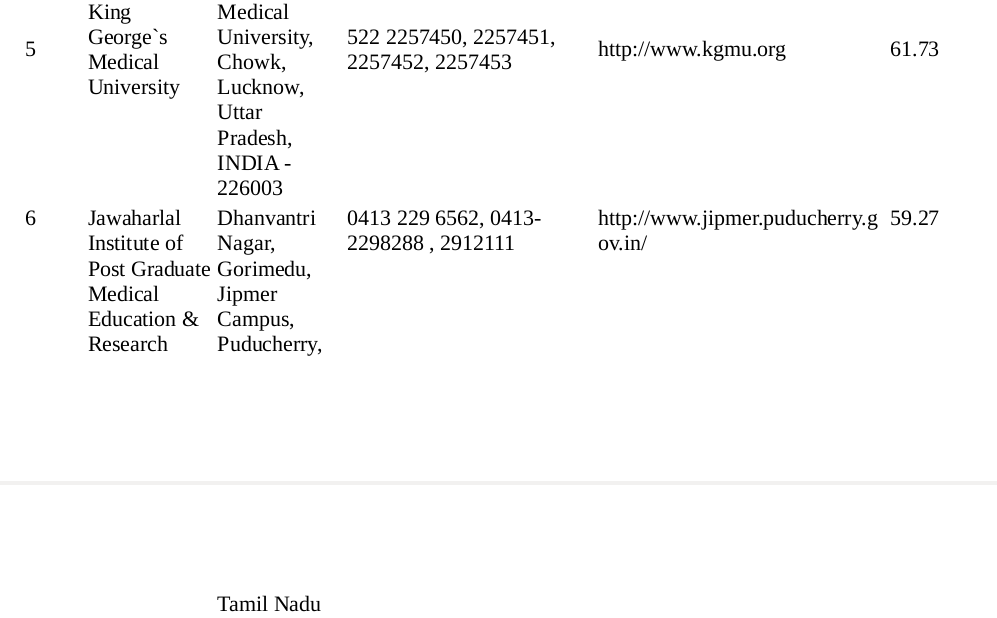 5
King
George`s
Medical
University
Medical
University,
Chowk,
Lucknow,
Uttar
Pradesh,
INDIA -
226003
522 2257450, 2257451,
2257452, 2257453
http://www.kgmu.org
61.73
6
Jawaharlal
Institute of
Post Graduate
Medical
Education &
Research
Dhanvantri
Nagar,
Gorimedu,
Jipmer
Campus,
Puducherry,
0413 229 6562, 0413-
2298288 , 2912111
http://www.jipmer.puducherry.g
ov.in/
59.27
Tamil Nadu